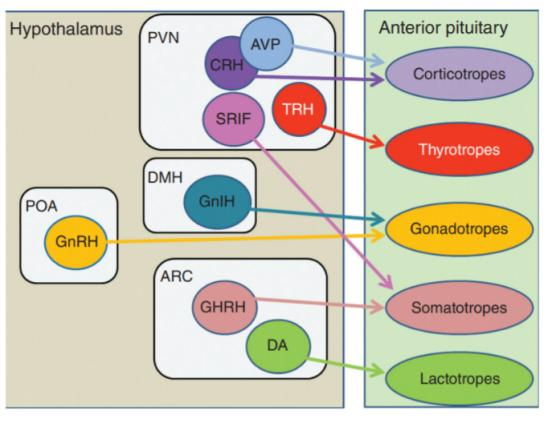 Hypothalamus
PVN
AVP
CRH
SRIF
TRH
DMH
GnIH
POA
GnRH
ARC
GHRH
DA
Anterior pituitary
Corticotropes
Thyrotropes
Gonadotropes
Somatotropes
Lactotropes